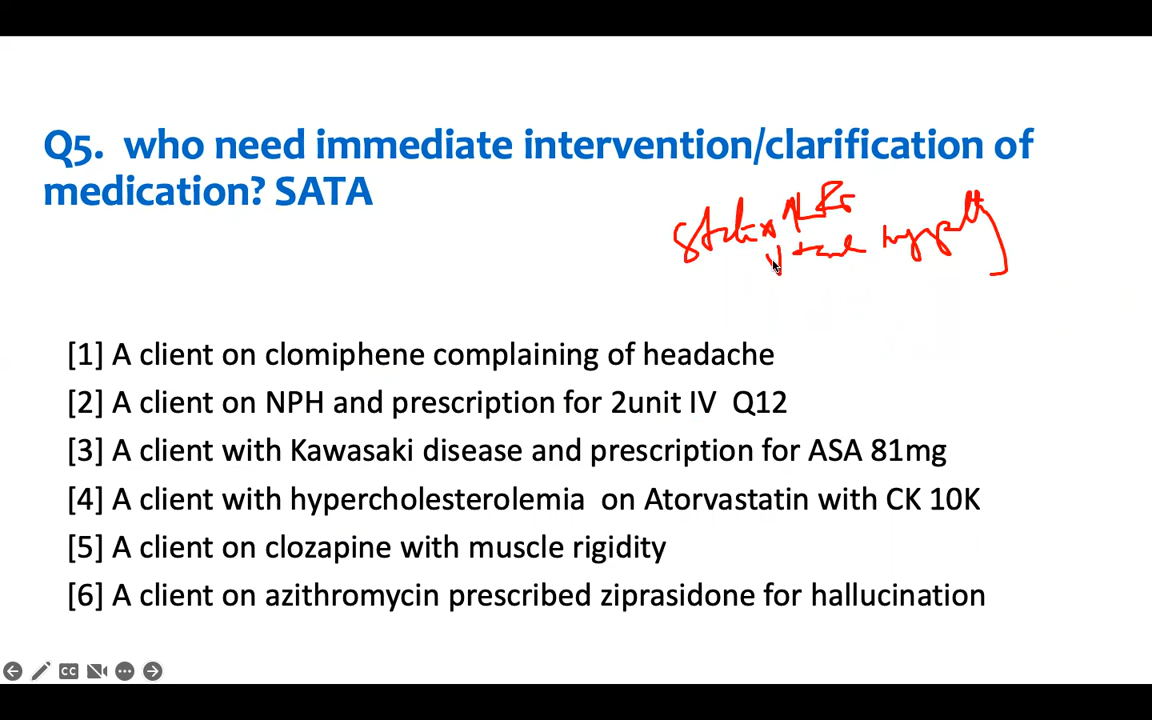 Q5. who need immediate intervention/clarification of
medication? SATA
[1] A client on clomiphene complaining of headache
[2] A client on NPH and prescription for 2unit IV Q12
[3] A client with Kawasaki disease and prescription for ASA 81mg
[4] A client with hypercholesterolemia on Atorvastatin with CK 10K
[5] A client on clozapine with muscle rigidity
[6] A client on azithromycin prescribed ziprasidone for hallucination
CC